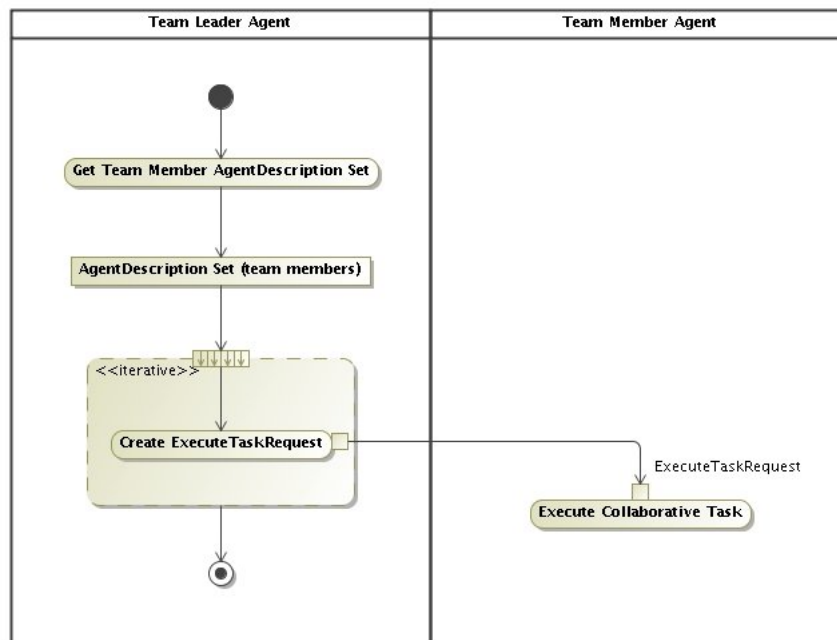 Team Leader Agent
Team Member Agent
Get Team Member AgentDescription Set
AgentDescription Set (team members)
<<iterative>>
Create ExecuteTaskRequest
ExecuteTaskRequest
Execute Collaborative Task